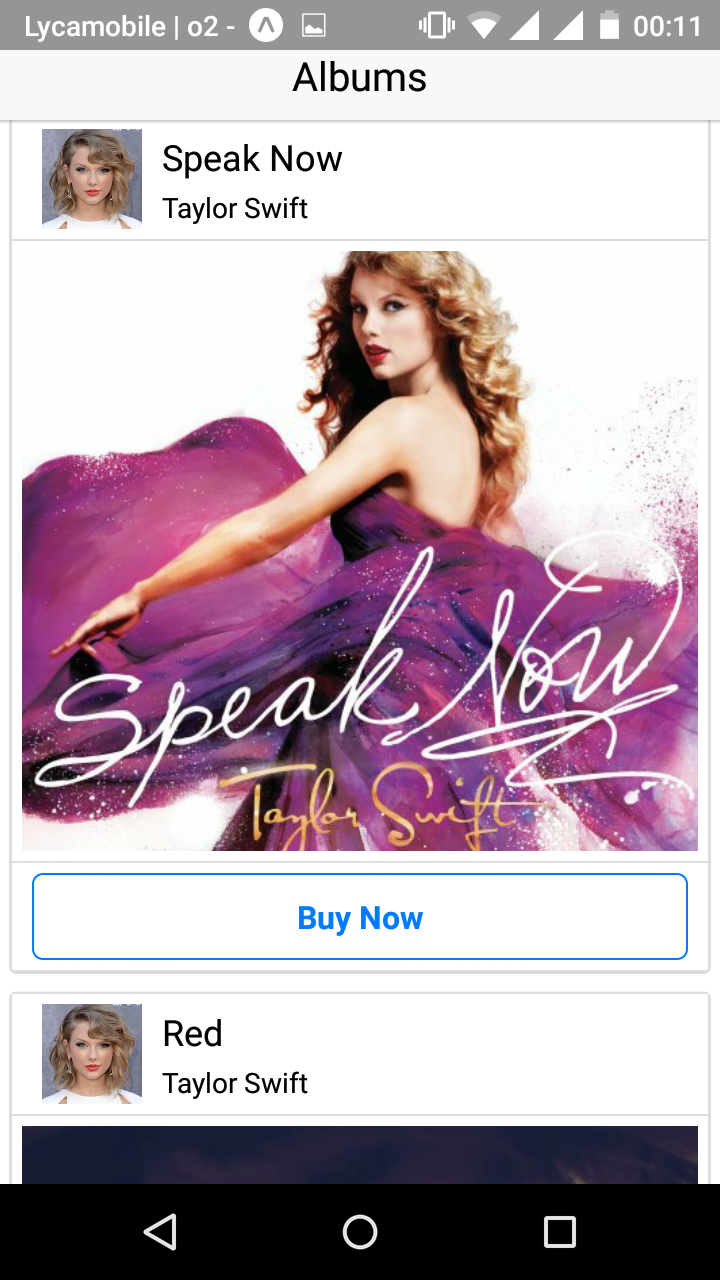 Lycamobile | o2 - 00:11
Albums
Speak Now
Taylor Swift
Speak Now
Taylor Swift
Buy Now
Red
Taylor Swift